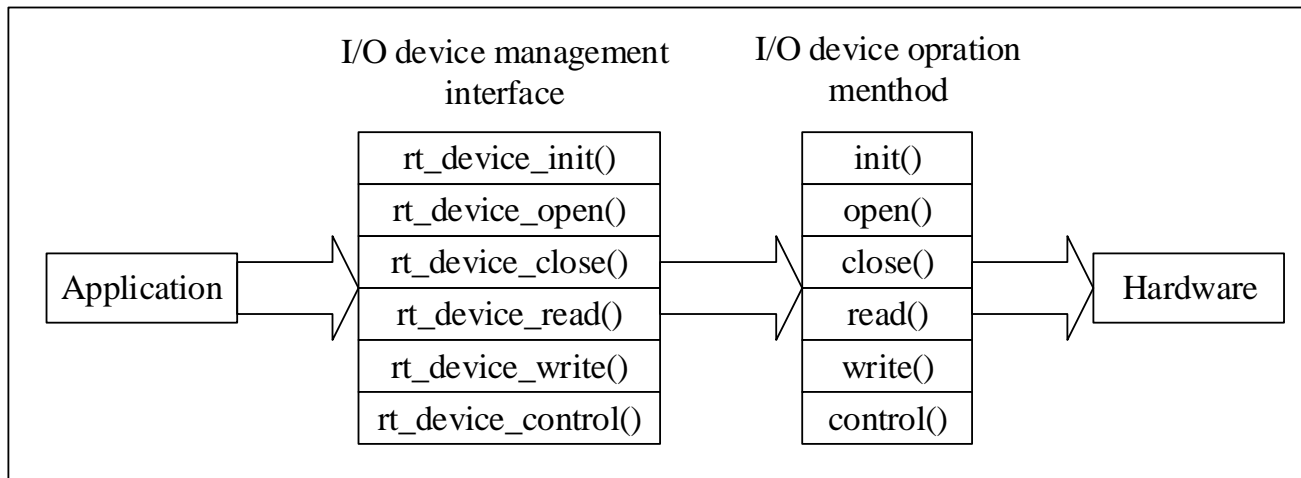 I/O device management
interface
I/O device opration
menthod
rt_device_init()
rt_device_open()
rt_device_close()
rt_device_read()
rt_device_write()
rt_device_control()
init()
open()
close()
read()
write()
control()
Application
Hardware